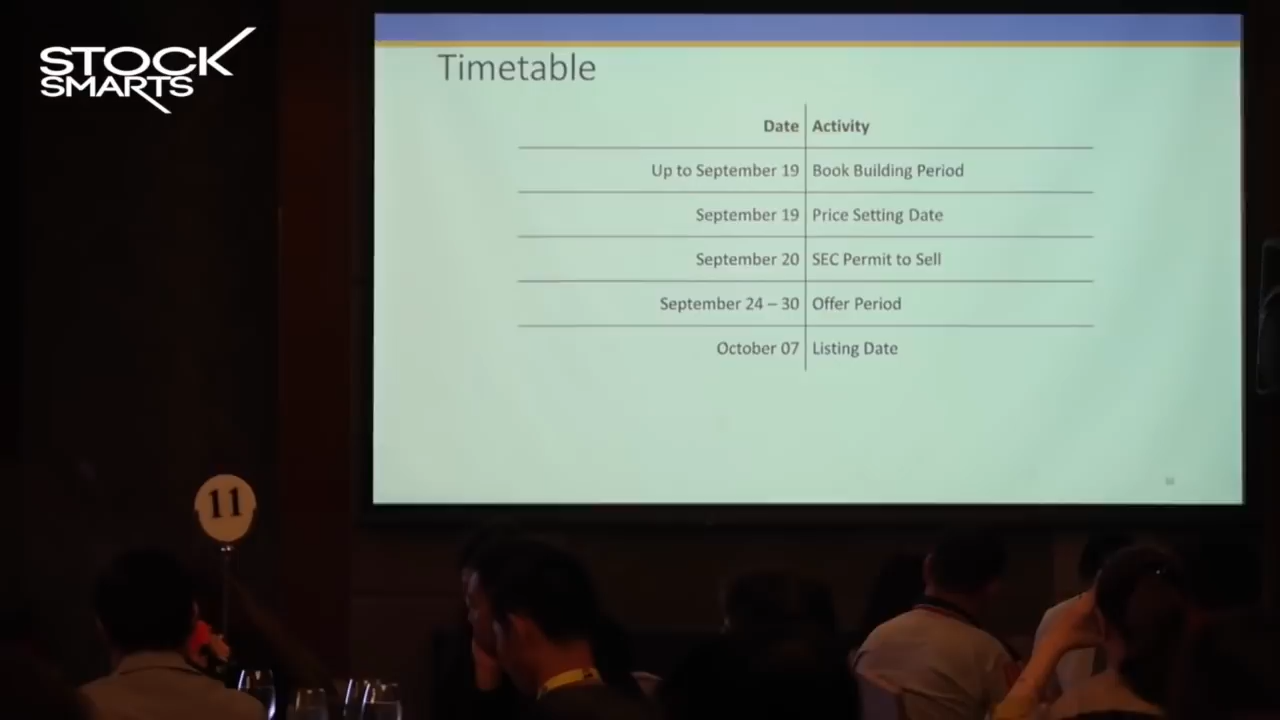 STOCK
SMARTS
Timetable
Date Activity
Up to September 19 Book Building Period
September 19 Price Setting Date
September 20 SEC Permit to Sell
September 24 – 30 Offer Period
October 07 Listing Date
11